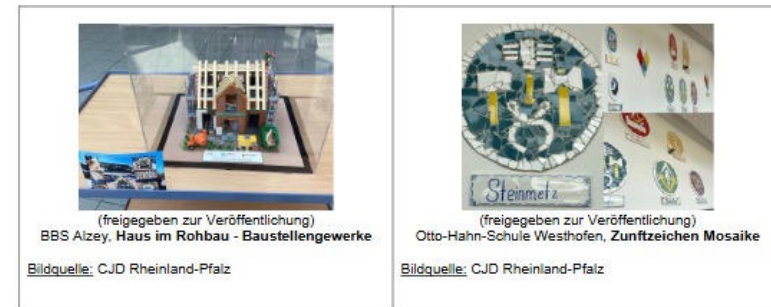 Steinmetz
(freigegeben zur Veröffentlichung)
BBS Alzey, Haus im Rohbau - Baustellengewerke
Bildquelle: CJD Rheinland-Pfalz
(freigegeben zur Veröffentlichung)
Otto-Hahn-Schule Westhofen, Zunftzeichen Mosaike
Bildquelle: CJD Rheinland-Pfalz